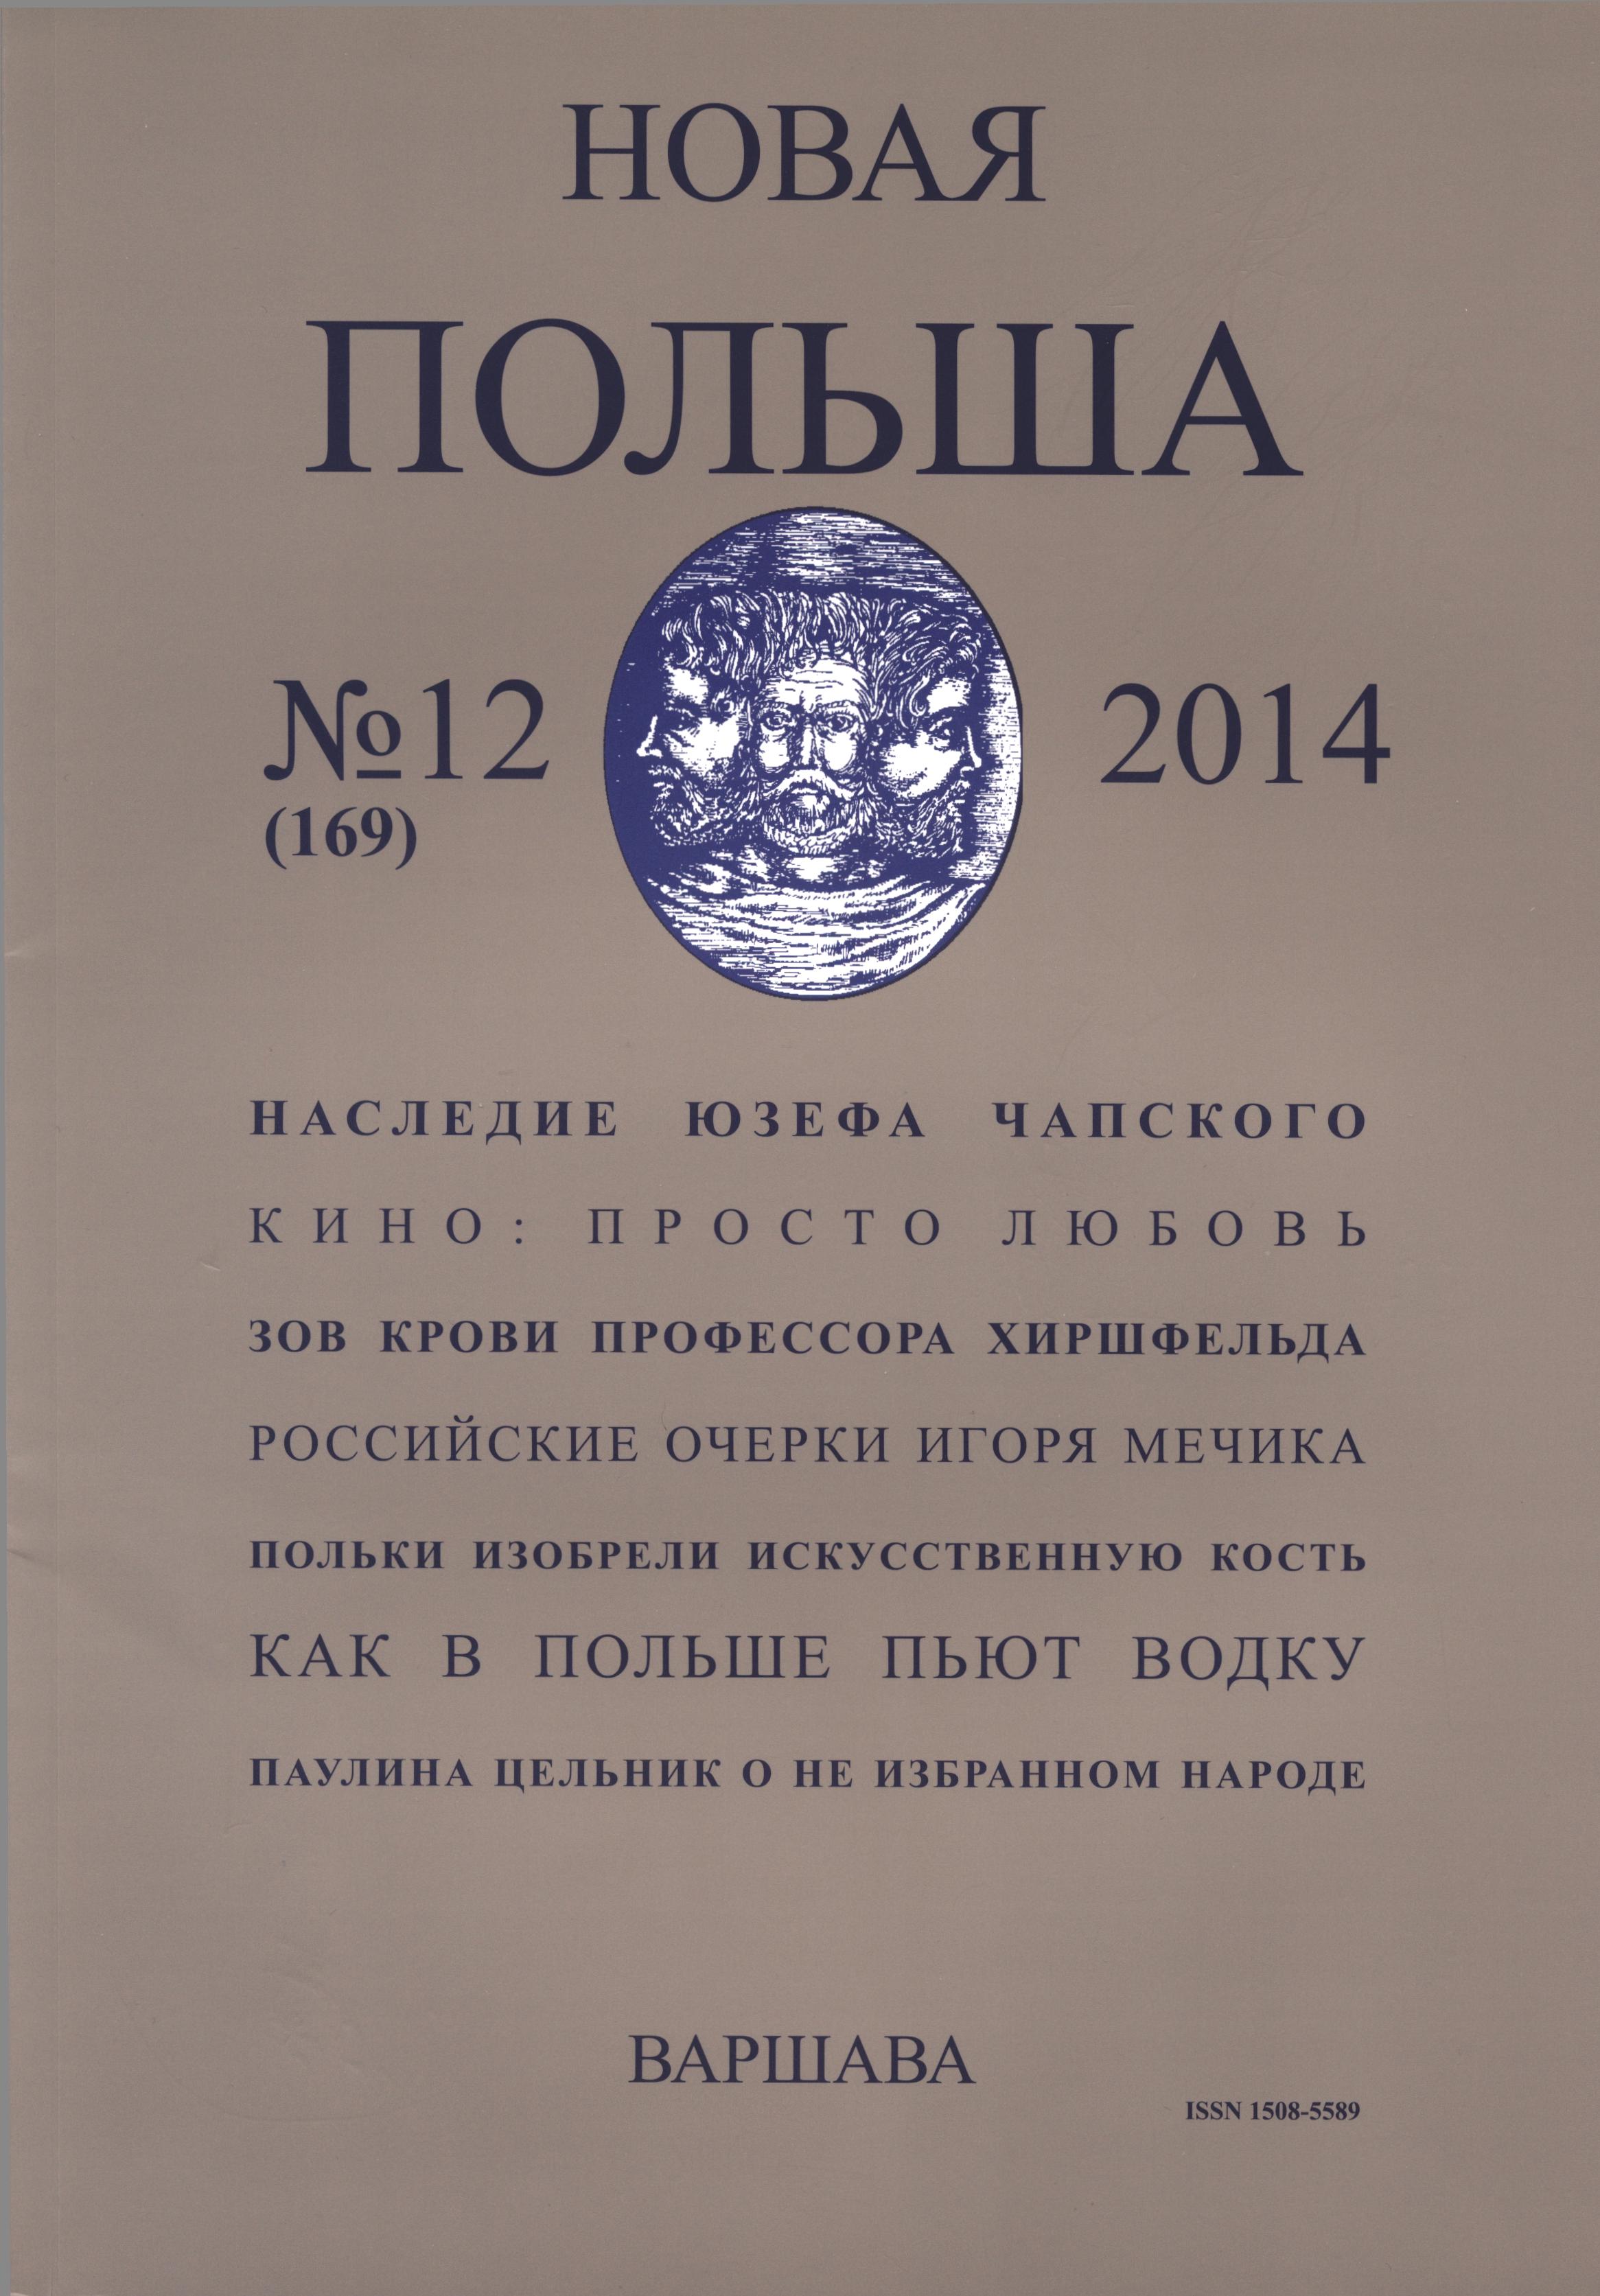 НОВАЯ
ПОЛЬША
№12
(169)
2014
НАСЛЕДИЕ ЮЗЕФА ЧАПСКОГО
КИНО: ПРОСТО ЛЮБОВЬ
ЗОВ КРОВИ ПРОФЕССОРА ХИРШФЕЛЬДА
РОССИЙСКИЕ ОЧЕРКИ ИГОРЯ МЕЧИКА
ПОЛЬКИ ИЗОБРЕЛИ ИСКУССТВЕННУЮ КОСТЬ
КАК В ПОЛЬШЕ ПЬЮТ ВОДКУ
ПАУЛИНА ЦЕЛЬНИК О НЕ ИЗБРАННОМ НАРОДЕ
ВАРШАВА
ISSN 1508-5589